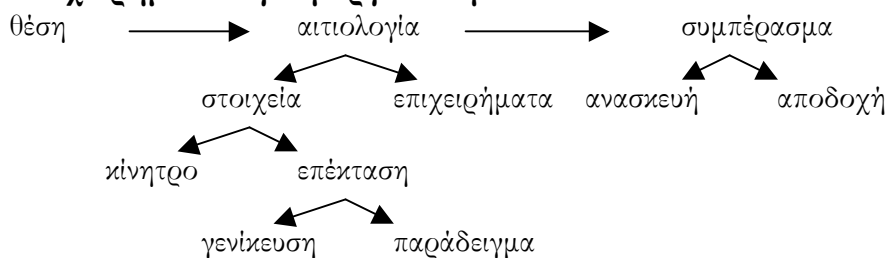 θέση αιτιολογία συμπέρασμα
στοιχεία επιχειρήματα ανασκευή αποδοχή
κίνητρο επέκταση
γενίκευση παράδειγμα